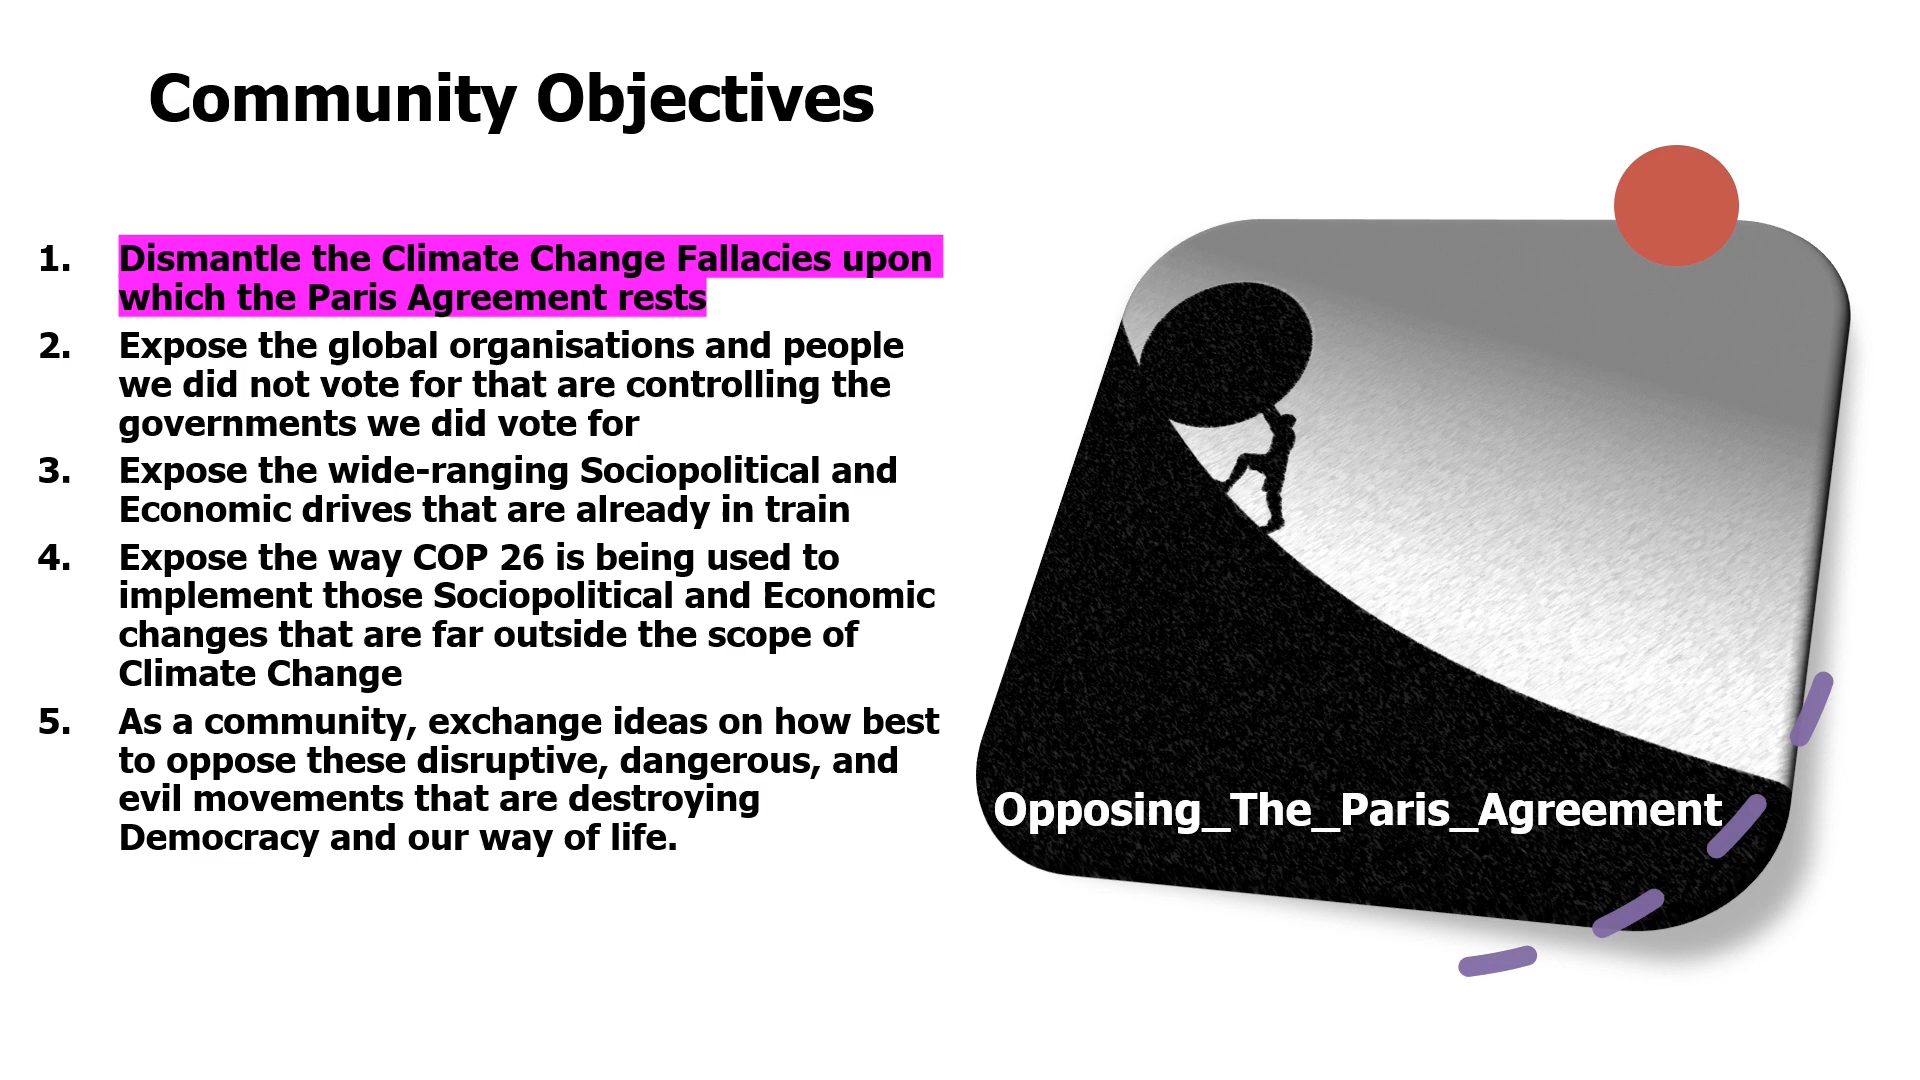 Community Objectives
1. Dismantle the Climate Change Fallacies upon
which the Paris Agreement rests
2. Expose the global organisations and people
we did not vote for that are controlling the
governments we did vote for
3. Expose the wide-ranging Sociopolitical and
Economic drives that are already in train
4. Expose the way COP 26 is being used to
implement those Sociopolitical and Economic
changes that are far outside the scope of
Climate Change
5. As a community, exchange ideas on how best
to oppose these disruptive, dangerous, and
evil movements that are destroying
Democracy and our way of life.
Opposing_The_Paris_Agreement